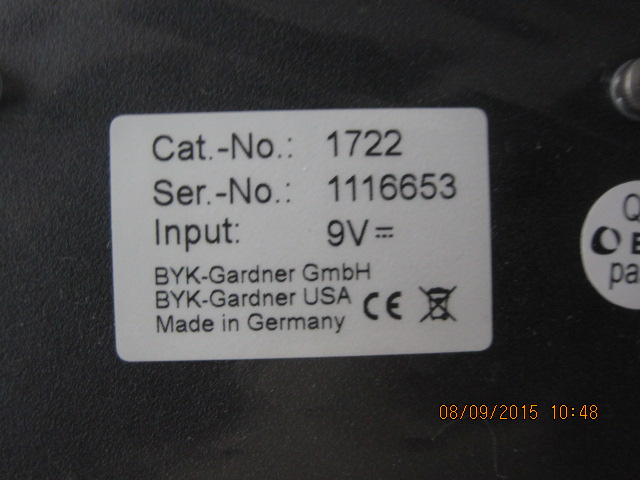 Cat.-No.: 1722
Ser.-No.: 1116653
Input: 9V⎓
BYK-Gardner GmbH
BYK-Gardner USA
Made in Germany CE
08/09/2015 10:48